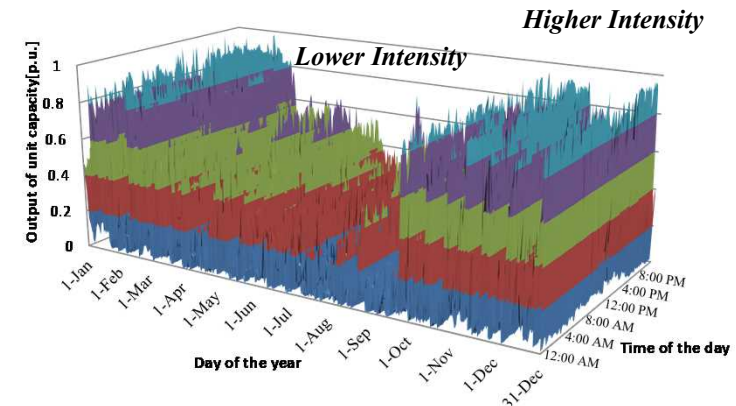 Higher Intensity
Lower Intensity
Output of unit capacity[p.u.]
1
0.8
0.6
0.4
0.2
0
1-Jan
1-Feb
1-Mar
1-Apr
1-May
1-Jun
1-Jul
1-Aug
1-Sep
1-Oct
1-Nov
1-Dec
31-Dec
Day of the year
8:00 PM
4:00 PM
12:00 PM
8:00 AM
4:00 AM
12:00 AM
Time of the day